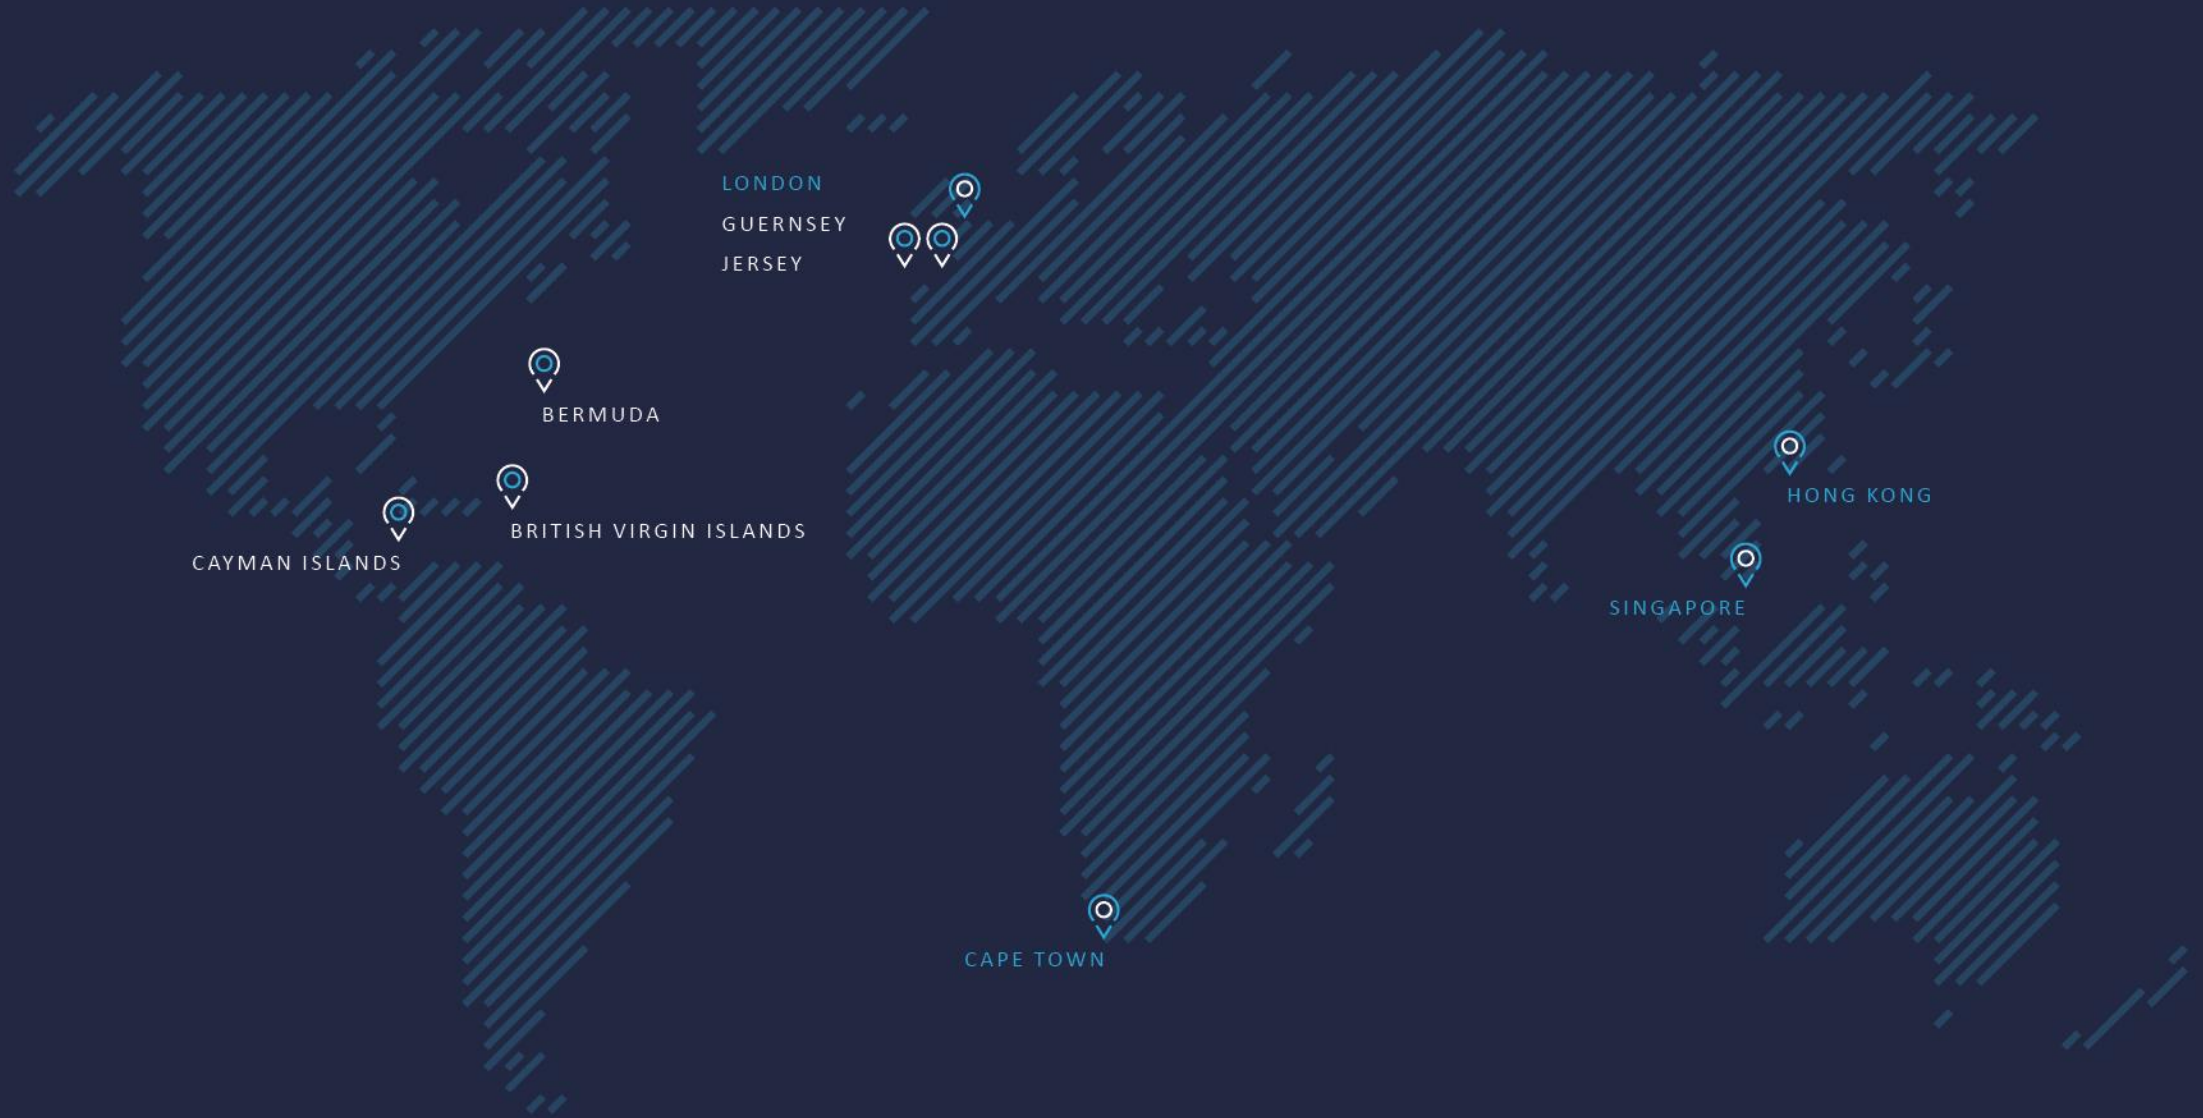 LONDON
GUERNSEY
JERSEY
BERMUDA
BRITISH VIRGIN ISLANDS
CAYMAN ISLANDS
HONG KONG
SINGAPORE
CAPE TOWN